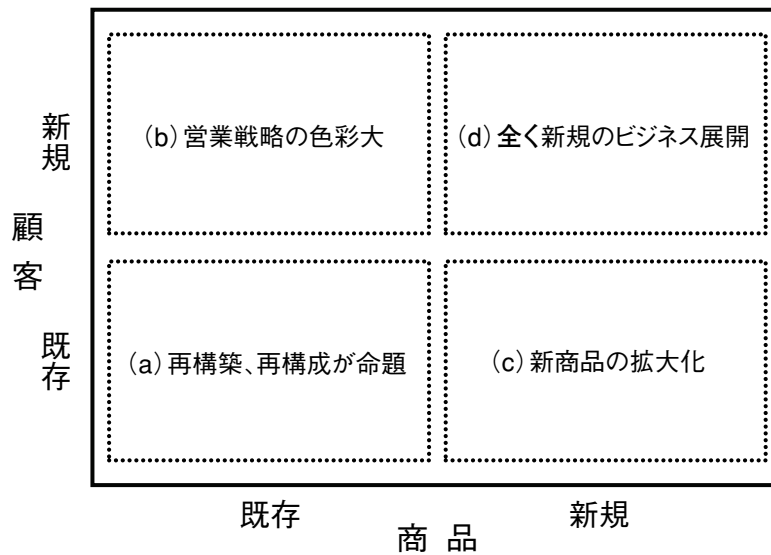 新規
顧客
既存
(b) 営業戦略の色彩大
(d) 全く新規のビジネス展開
(a) 再構築、再構成が命題
(c) 新商品の拡大化
既存
新規
商品